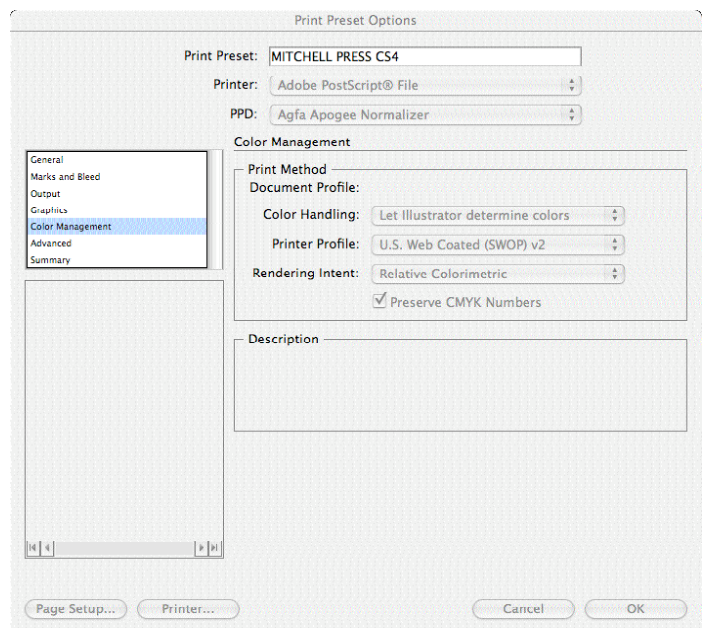 Print Preset Options
Print Preset: MITCHELL PRESS CS4
Printer: Adobe PostScript® File
PPD: Agfa Apogee Normalizer
General
Marks and Bleed
Output
Graphics
Color Management
Advanced
Summary
Color Management
Print Method
Document Profile:
Color Handling: Let Illustrator determine colors
Printer Profile: U.S. Web Coated (SWOP) v2
Rendering Intent: Relative Colorimetric
Preserve CMYK Numbers
Description
Page Setup... Printer... Cancel OK